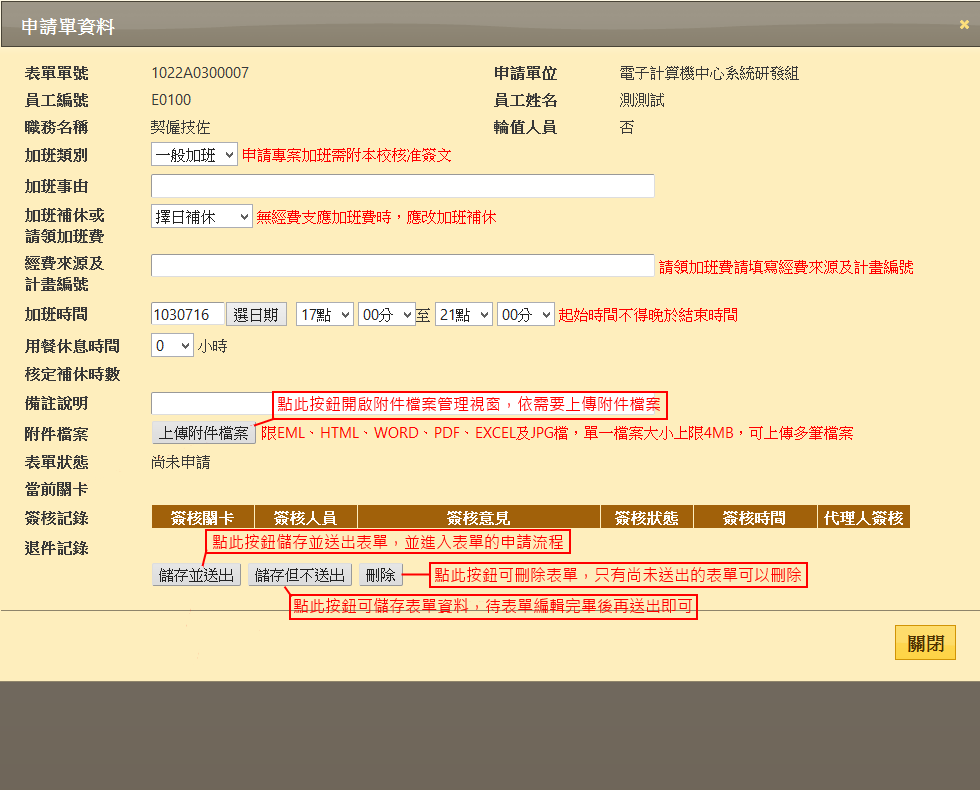 申請單資料
表單單號 1022A0300007 申請單位 電子計算機中心系統研發組
員工編號 E0100 員工姓名 測測試
職務名稱 契僱技佐 輪值人員 否
加班類別 一般加班 申請專案加班需附本校核准簽文
加班事由
加班補休或 擇日補休 無經費支應加班費時，應改加班補休
請領加班費
經費來源及 請領加班費請填寫經費來源及計畫編號
計畫編號
加班時間 1030716 選日期 17點 00分 至 21點 00分 起始時間不得晚於結束時間
用餐休息時間 0 小時
核定補休時數
備註說明 點此按鈕開啟附件檔案管理視窗，依需要上傳附件檔案
附件檔案 上傳附件檔案 限EML、HTML、WORD、PDF、EXCEL及JPG檔，單一檔案大小上限4MB，可上傳多筆檔案
表單狀態 尚未申請
當前關卡
簽核記錄 簽核關卡 簽核人員 簽核意見 簽核狀態 簽核時間 代理人簽核
退件記錄 點此按鈕儲存並送出表單，並進入表單的申請流程
儲存並送出 儲存但不送出 刪除 點此按鈕可刪除表單，只有尚未送出的表單可以刪除
點此按鈕可儲存表單資料，待表單編輯完畢後再送出即可
關閉